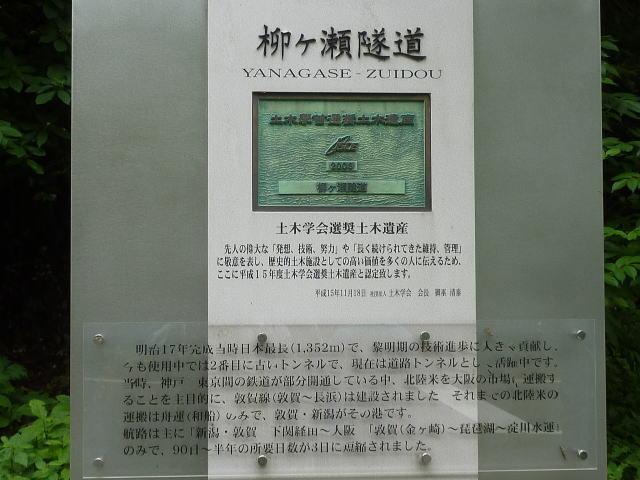 柳ヶ瀬隧道
YANAGASE-ZUIDOU
土木學會選奨土木遺産
JSCE
2003
柳ヶ瀬隧道
土木学会選奨土木遺産
先人の偉大な「発想、技術、努力」や「長く続けられてきた維持、管理」
に敬意を表し、歴史的土木施設としての高い価値を多くの人に伝えるため、
ここに平成15年度土木学会選奨土木遺産と認定致します。
平成15年11月18日 社団法人 土木学会 会長 御巫 清泰
明治17年完成当時日本最長(1,352m)で、黎明期の技術進歩に大きく貢献し、
今も使用中では2番目に古いトンネルで、現在は道路トンネルとして活躍中です。
当時、神戸 東京間の鉄道が部分開通している中、北陸米を大阪の市場に運搬す
ることを主目的に、敦賀線(敦賀~長浜)は建設されました それまでの北陸米の
運搬は舟運(和船)のみで、敦賀・新潟がその港です。
航路は主に「新潟・敦賀 下関経由~大阪 「敦賀(金ヶ崎)~琵琶湖~淀川水運」
のみで、90日~半年の所要日数が3日に短縮されました。